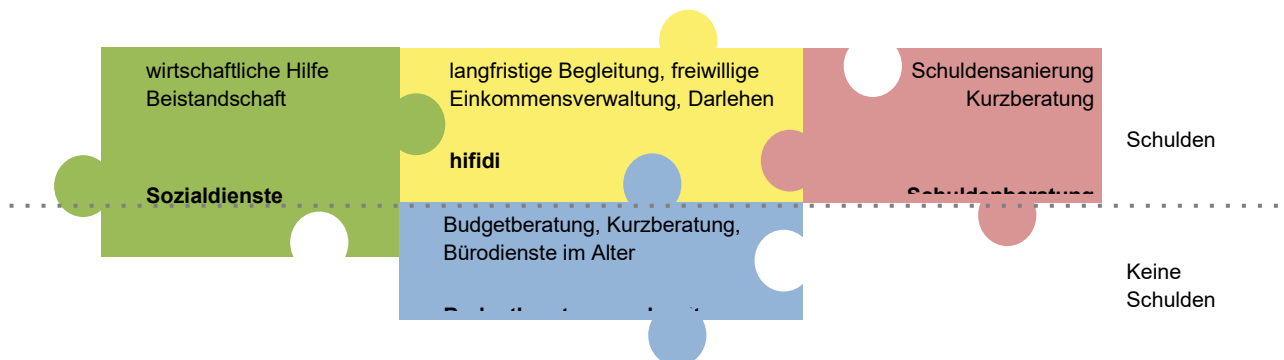 wirtschaftliche Hilfe
Beistandschaft
Sozialdienste
langfristige Begleitung, freiwillige
Einkommensverwaltung, Darlehen
hifidi
Schuldensanierung
Kurzberatung
Schuldenberatung
Schulden
Budgetberatung, Kurzberatung,
Bürodienste im Alter
Keine
Schulden